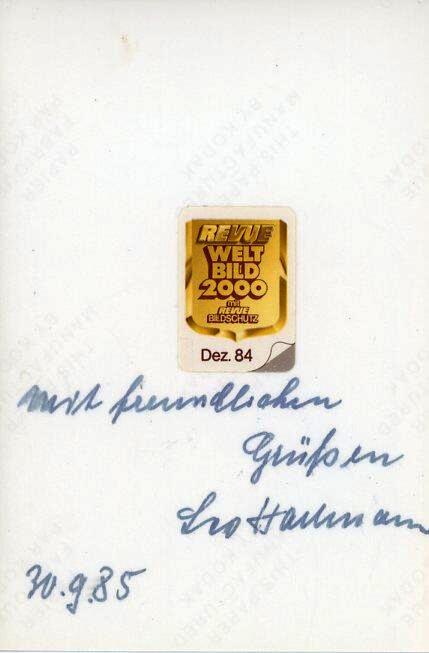 REVUE
WELT
BILD
2000
mit
REVUE
BILDSCHUTZ
Dez. 84
mit freundlichen
Grüßen
30.9.85